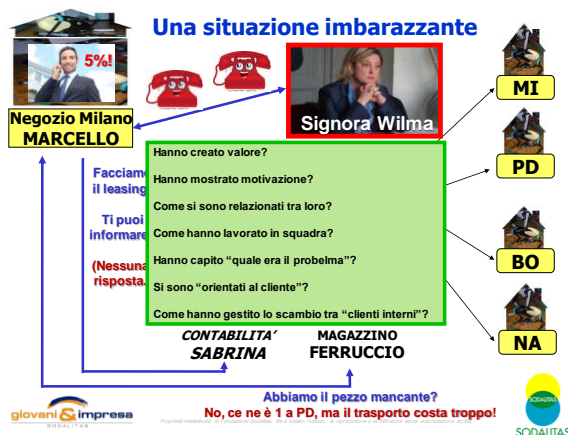 Una situazione imbarazzante
5%!
Negozio Milano
MARCELLO
Signora Wilma
MI
PD
BO
NA
Facciamo
il leasing
Ti puoi
informare
(Nessuna
risposta.
Hanno creato valore?
Hanno mostrato motivazione?
Come si sono relazionati tra loro?
Come hanno lavorato in squadra?
Hanno capito “quale era il probelma”?
Si sono “orientati al cliente”?
Come hanno gestito lo scambio tra “clienti interni”?
CONTABILITA’
SABRINA
MAGAZZINO
FERRUCCIO
Abbiamo il pezzo mancante?
No, ce ne è 1 a PD, ma il trasporto costa troppo!
giovani & impresa
SODALITAS
SODALITAS
SODALITAS